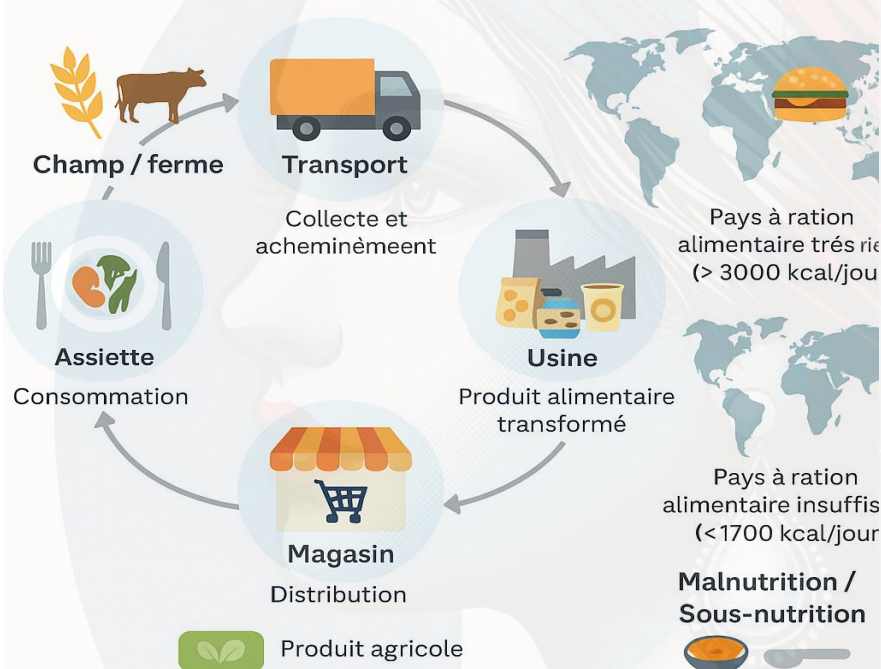 Champ / ferme
Transport
Collecte et
acheminèmeent
Usine
Produit alimentaire
transformé
Magasin
Distribution
Assiette
Consommation
Produit agricole
Pays à ration
alimentaire trés
(> 3000 kcal/jou
Pays à ration
alimentaire insuffis
(<1700 kcal/jour
Malnutrition /
Sous-nutrition